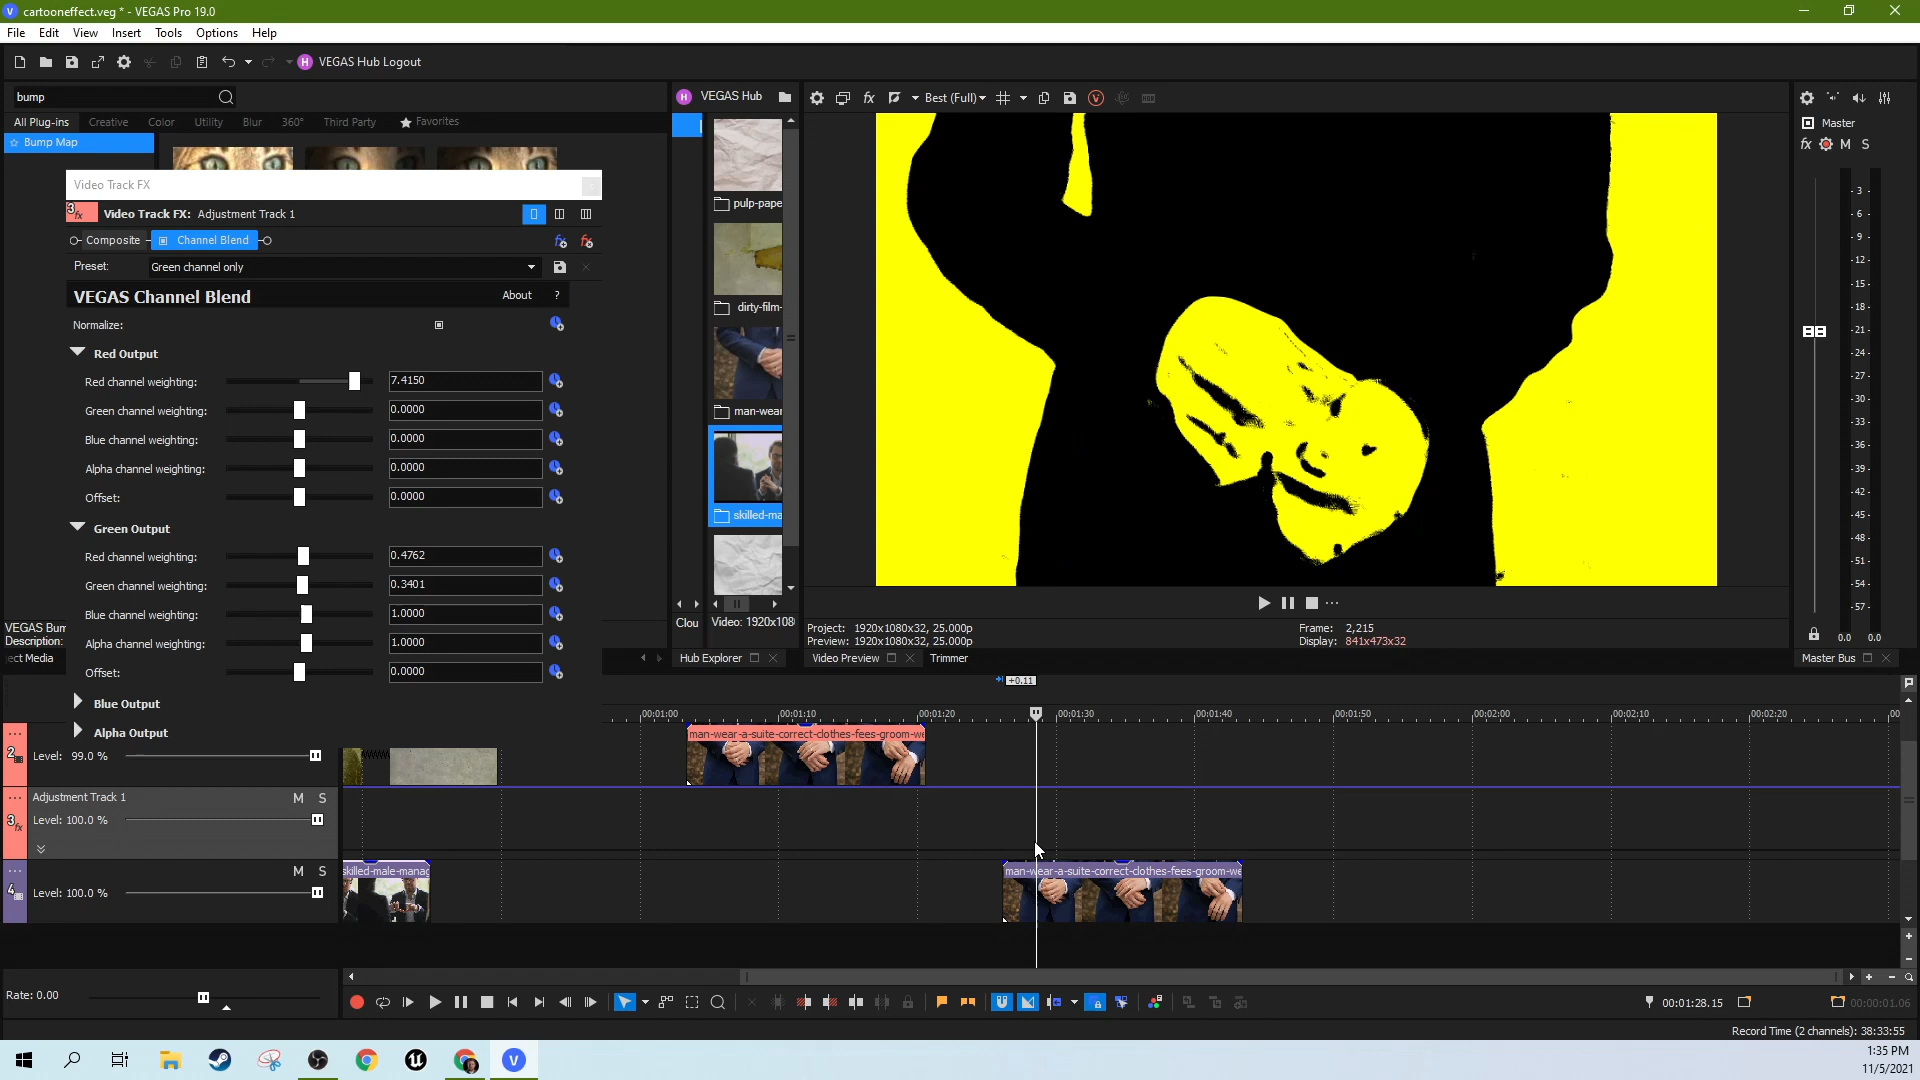 cartooneffect.veg * - VEGAS Pro 19.0
File Edit View Insert Tools Options Help
VEGAS Hub Logout
bump
VEGAS Hub
Best (Full)
All Plug-ins Creative Color Utility Blur 360° Third Party Favorites
Bump Map
Master
fx M S
Video Track FX
Video Track FX: Adjustment Track 1
Composite Channel Blend
Preset: Green channel only
VEGAS Channel Blend About ?
Normalize:
Red Output
Red channel weighting: 7.4150
Green channel weighting: 0.0000
Blue channel weighting: 0.0000
Alpha channel weighting: 0.0000
Offset: 0.0000
Green Output
Red channel weighting: 0.4762
Green channel weighting: 0.3401
Blue channel weighting: 1.0000
Alpha channel weighting: 1.0000
Offset: 0.0000
Blue Output
Alpha Output
pulp-pape
dirty-film-
man-wear
skilled-ma
VEGAS Bum
Description:
ject Media
Clou
Video: 1920x108
Hub Explorer
Project: 1920x1080x32, 25.000p
Preview: 1920x1080x32, 25.000p
Frame: 2,215
Display: 841x473x32
Video Preview
Trimmer
3
6
9
12
15
18
21
24
27
30
33
36
39
42
45
48
51
54
57
0.0 0.0
Master Bus
+0.11
00:01:00 00:01:10 00:01:20 00:01:30 00:01:40 00:01:50 00:02:00 00:02:10 00:02:20 00
man-wear-a-suite-correct-clothes-fees-groom-we
2
Level: 99.0 %
Adjustment Track 1 M S
3
fx
Level: 100.0 %
M S
4
Level: 100.0 %
skilled-male-manag
man-wear-a-suite-correct-clothes-fees-groom-we
Rate: 0.00
00:01:28.15
00:00:01.06
Record Time (2 channels): 38:33:55
1:35 PM
11/5/2021